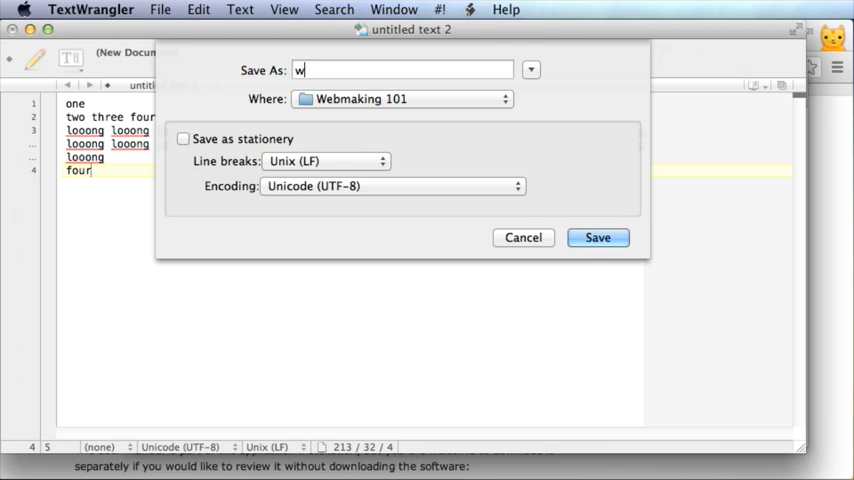 TextWrangler File Edit Text View Search Window #! Help
untitled text 2
(New Docum
Save As: w
Where: Webmaking 101
unti
1 one
2 two three four
3 looong looong
... looong looong
... looong
4 four
Save as stationery
Line breaks: Unix (LF)
Encoding: Unicode (UTF-8)
Cancel Save
4 5 (none) Unicode (UTF-8) Unix (LF) 213 / 32 / 4
separately if you would like to review it without downloading the software: